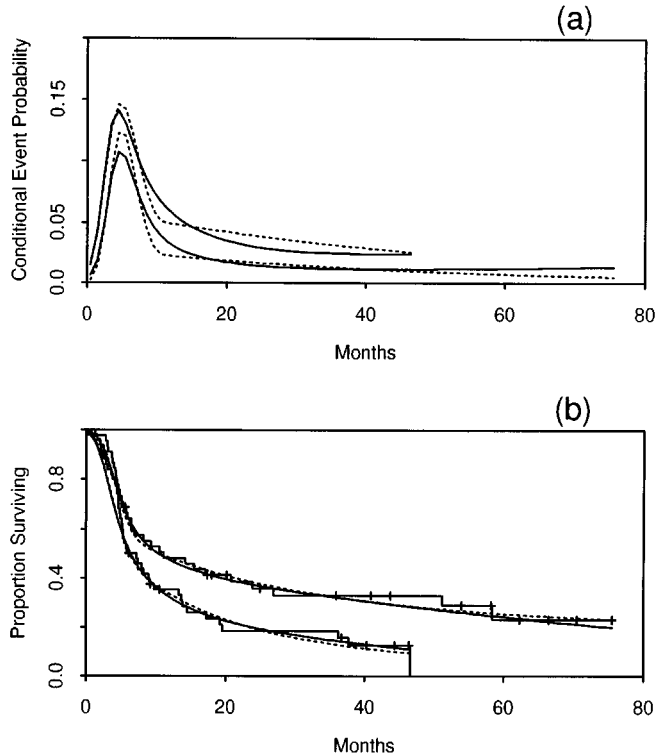 (a)
Conditional Event Probability
0.15
0.05
0.0
0
20
40
60
80
Months
(b)
Proportion Surviving
0.8
0.4
0.0
0
20
40
60
80
Months